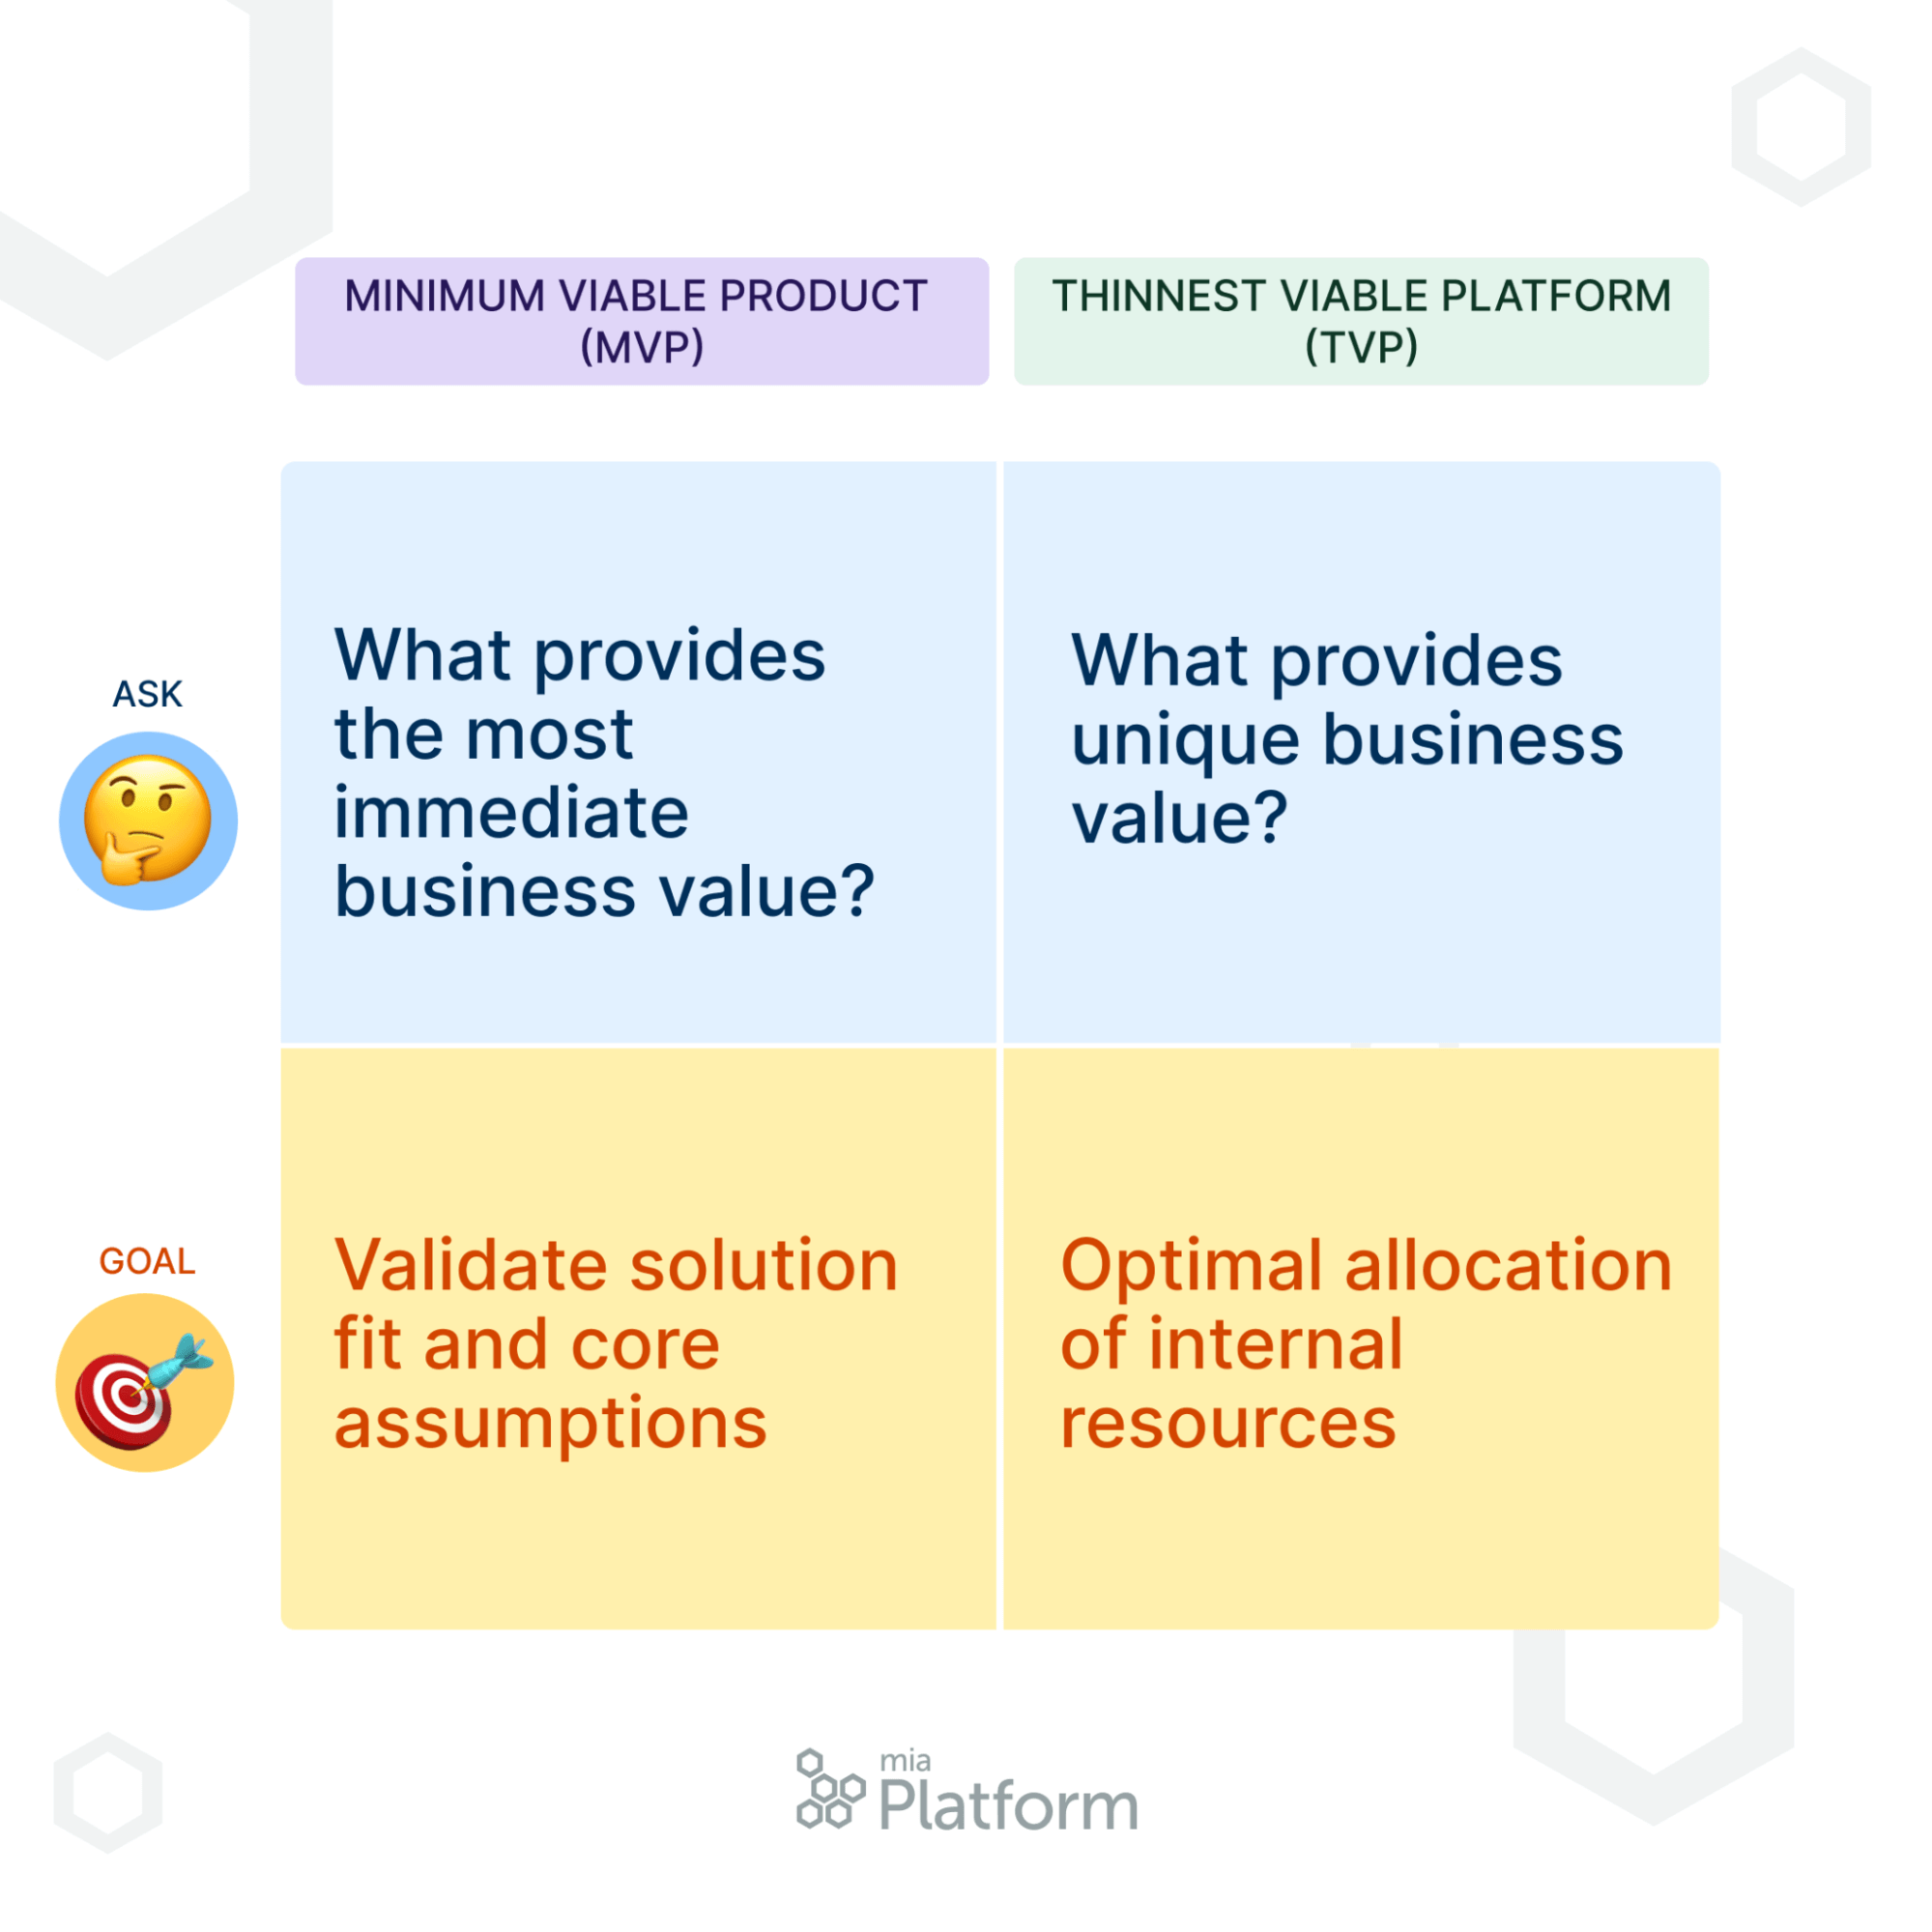 MINIMUM VIABLE PRODUCT
(MVP)
THINNEST VIABLE PLATFORM
(TVP)
ASK
What provides
the most
immediate
business value?
What provides
unique business
value?
GOAL
Validate solution
fit and core
assumptions
Optimal allocation
of internal
resources
mia
Platform